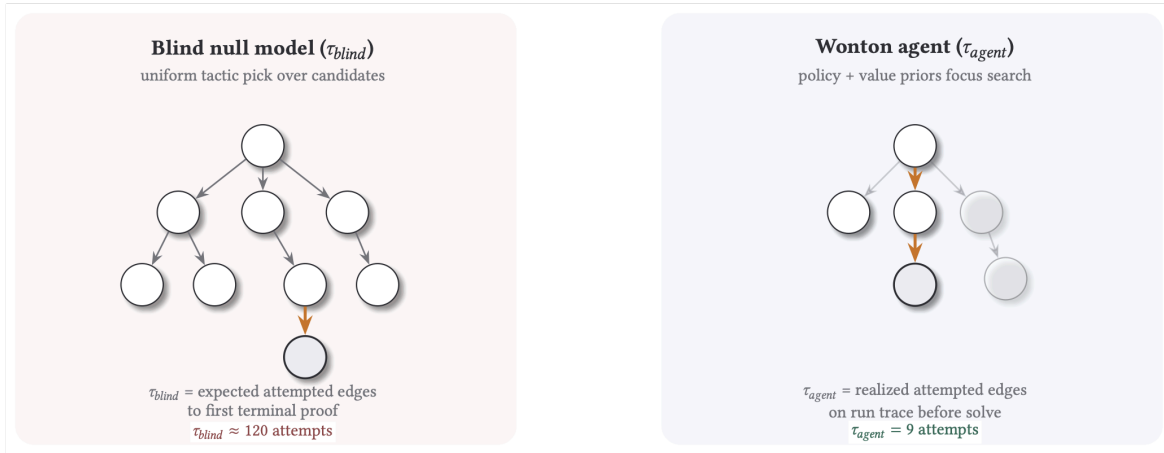 Blind null model (τblind)
uniform tactic pick over candidates
τblind = expected attempted edges
to first terminal proof
τblind ≈ 120 attempts
Wonton agent (τagent)
policy + value priors focus search
τagent = realized attempted edges
on run trace before solve
τagent = 9 attempts